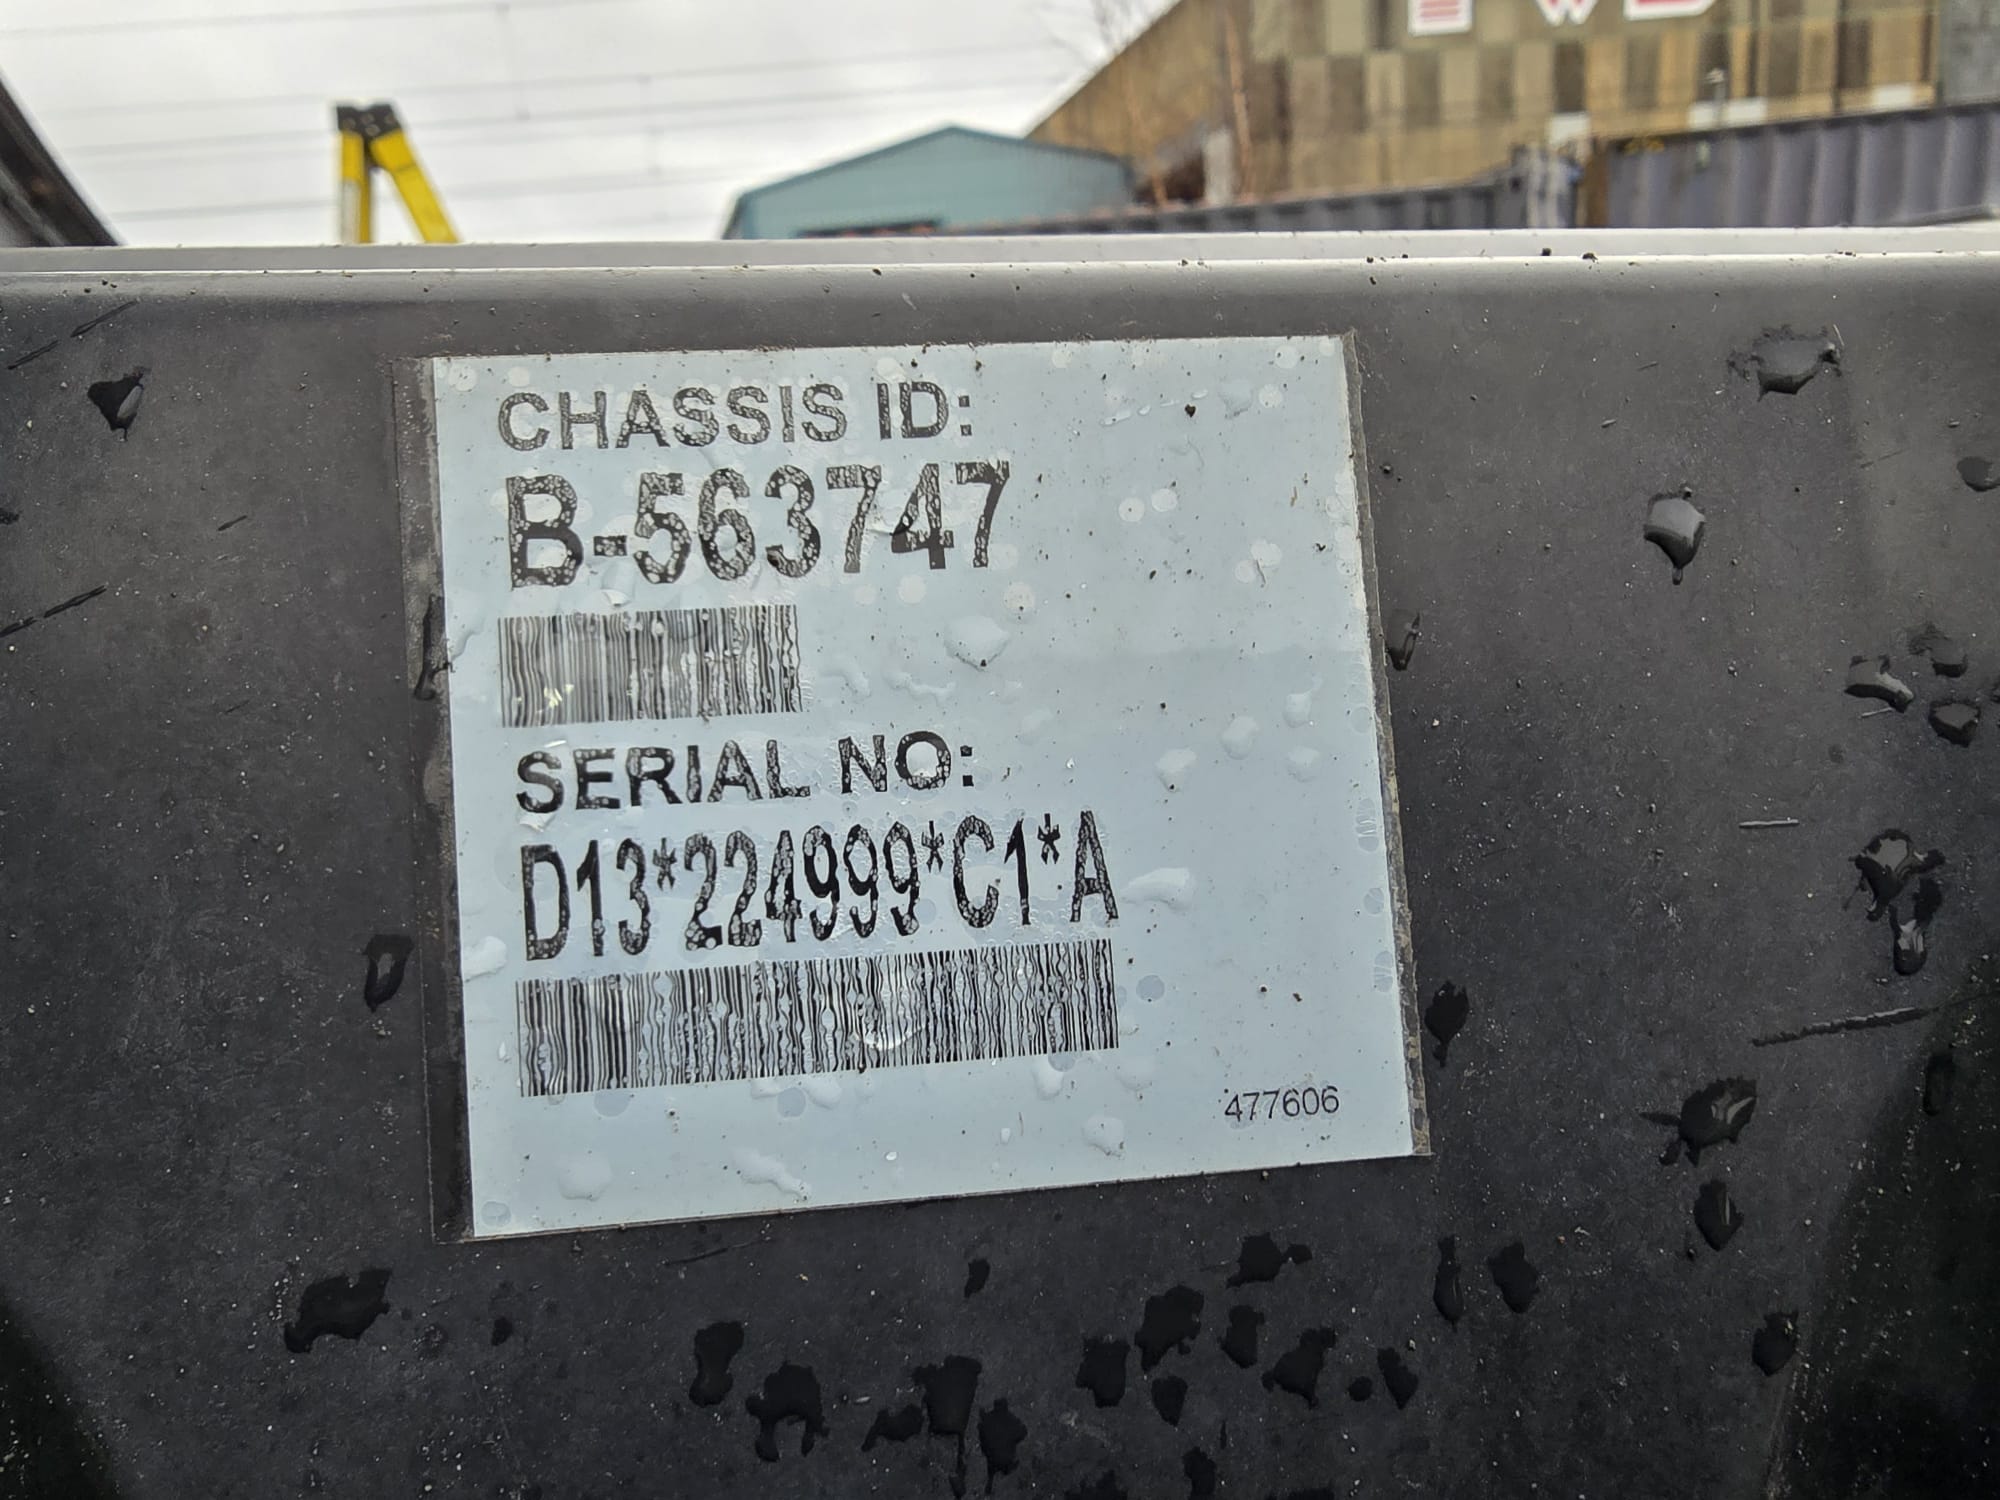 CHASSIS ID:
B-563747
SERIAL NO:
D13*224999*C1*A
477606